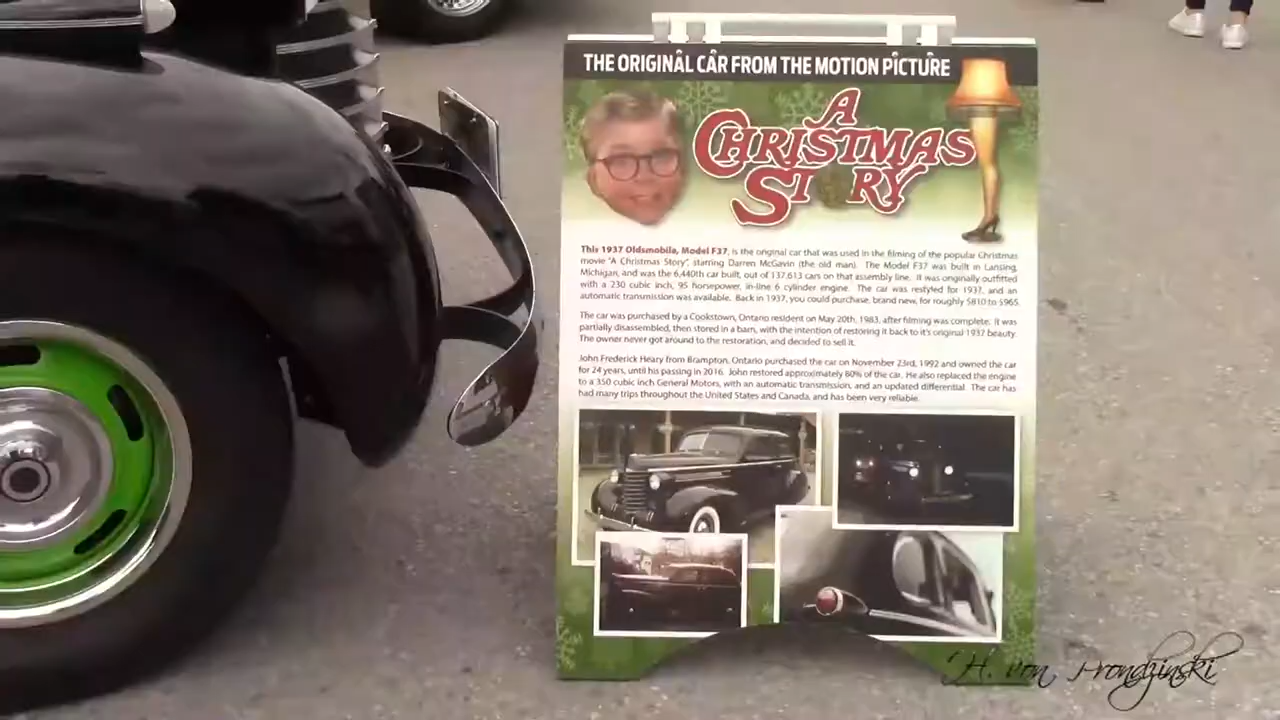 THE ORIGINAL CAR FROM THE MOTION PICTURE
A
CHRISTMAS
STORY
This 1937 Oldsmobile, Model F37, is the original car that was used in the filming of the popular Christmas
movie "A Christmas Story", starring Darren McGavin (the old man). The Model F37 was built in Lansing,
Michigan, and was the 6,440th car built, out of 137,613 cars on that assembly line. It was originally outfitted
with a 230 cubic inch, 95 horsepower, in-line 6 cylinder engine. The car was restyled for 1937, and an
automatic transmission was available. Back in 1937, you could purchase, brand new, for roughly $810 to $965.
The car was purchased by a Cookstown, Ontario resident on May 20th, 1983, after filming was complete. It was
partially disassembled, then stored in a barn, with the intention of restoring it back to it's original 1937 beauty.
The owner never got around to the restoration, and decided to sell it.
John Frederick Heary from Brampton, Ontario purchased the car on November 23rd, 1992 and owned the car
for 24 years, until his passing in 2016. John restored approximately 80% of the car. He also replaced the engine
to a 350 cubic inch General Motors, with an automatic transmission, and an updated differential. The car has
had many trips throughout the United States and Canada, and has been very reliable.
H. von Prondzinski